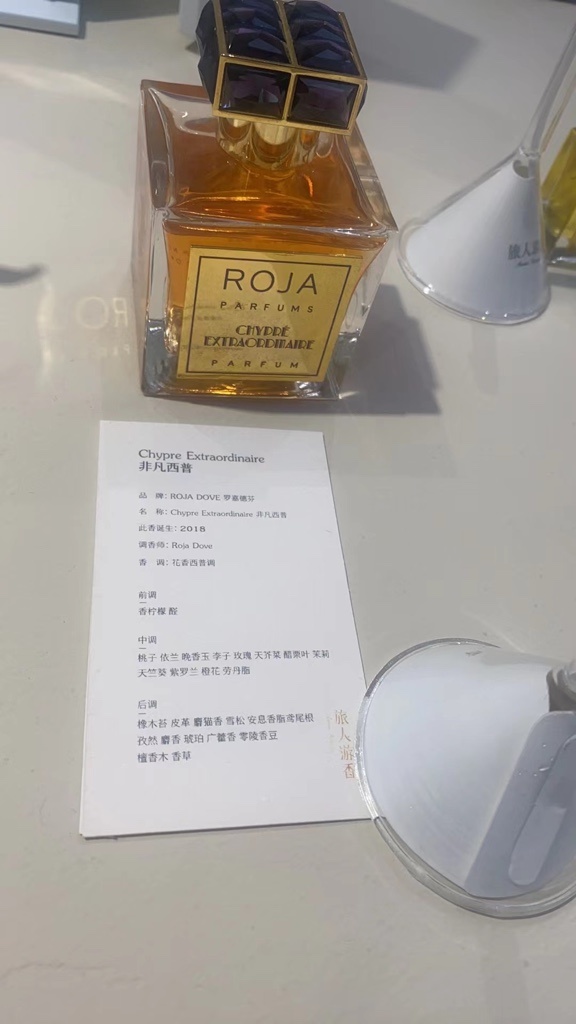 ROJA
PARFUMS
CHYPRÉ
EXTRAORDINAIRE
PARFUM
旅人游
Chypre Extraordinaire
非凡西普
品 牌: ROJA DOVE 罗嘉德芬
名 称: Chypre Extraordinaire 非凡西普
此香诞生: 2018
调香师: Roja Dove
香 调: 花香西普调
前调
香柠檬 醛
中调
桃子 依兰 晚香玉 李子 玫瑰 天芥菜 醋栗叶 茉莉
天竺葵 紫罗兰 橙花 劳丹脂
后调
橡木苔 皮革 麝猫香 雪松 安息香脂鸢尾根
孜然 麝香 琥珀 广藿香 零陵香豆
檀香木 香草
旅人游香